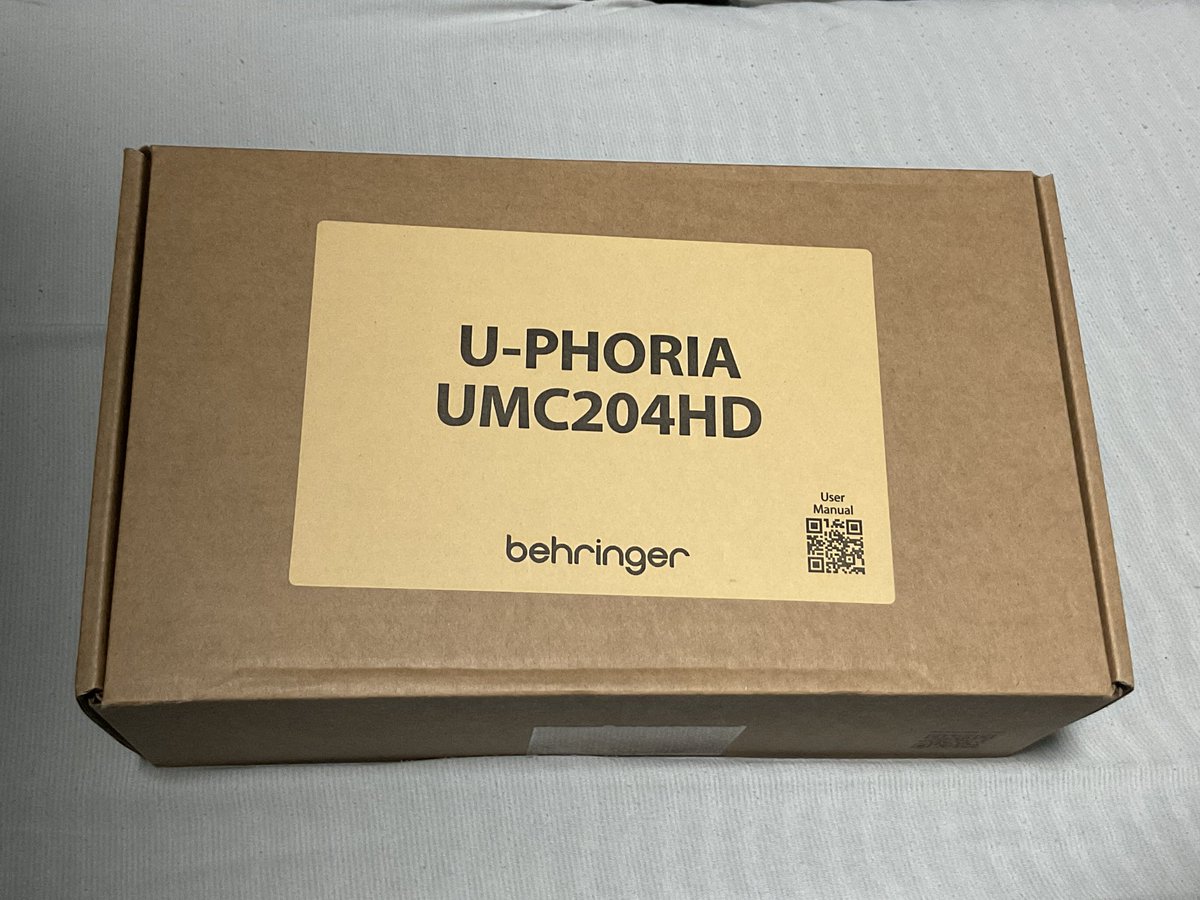 U-PHORIA
UMC204HD
User
Manual
behringer